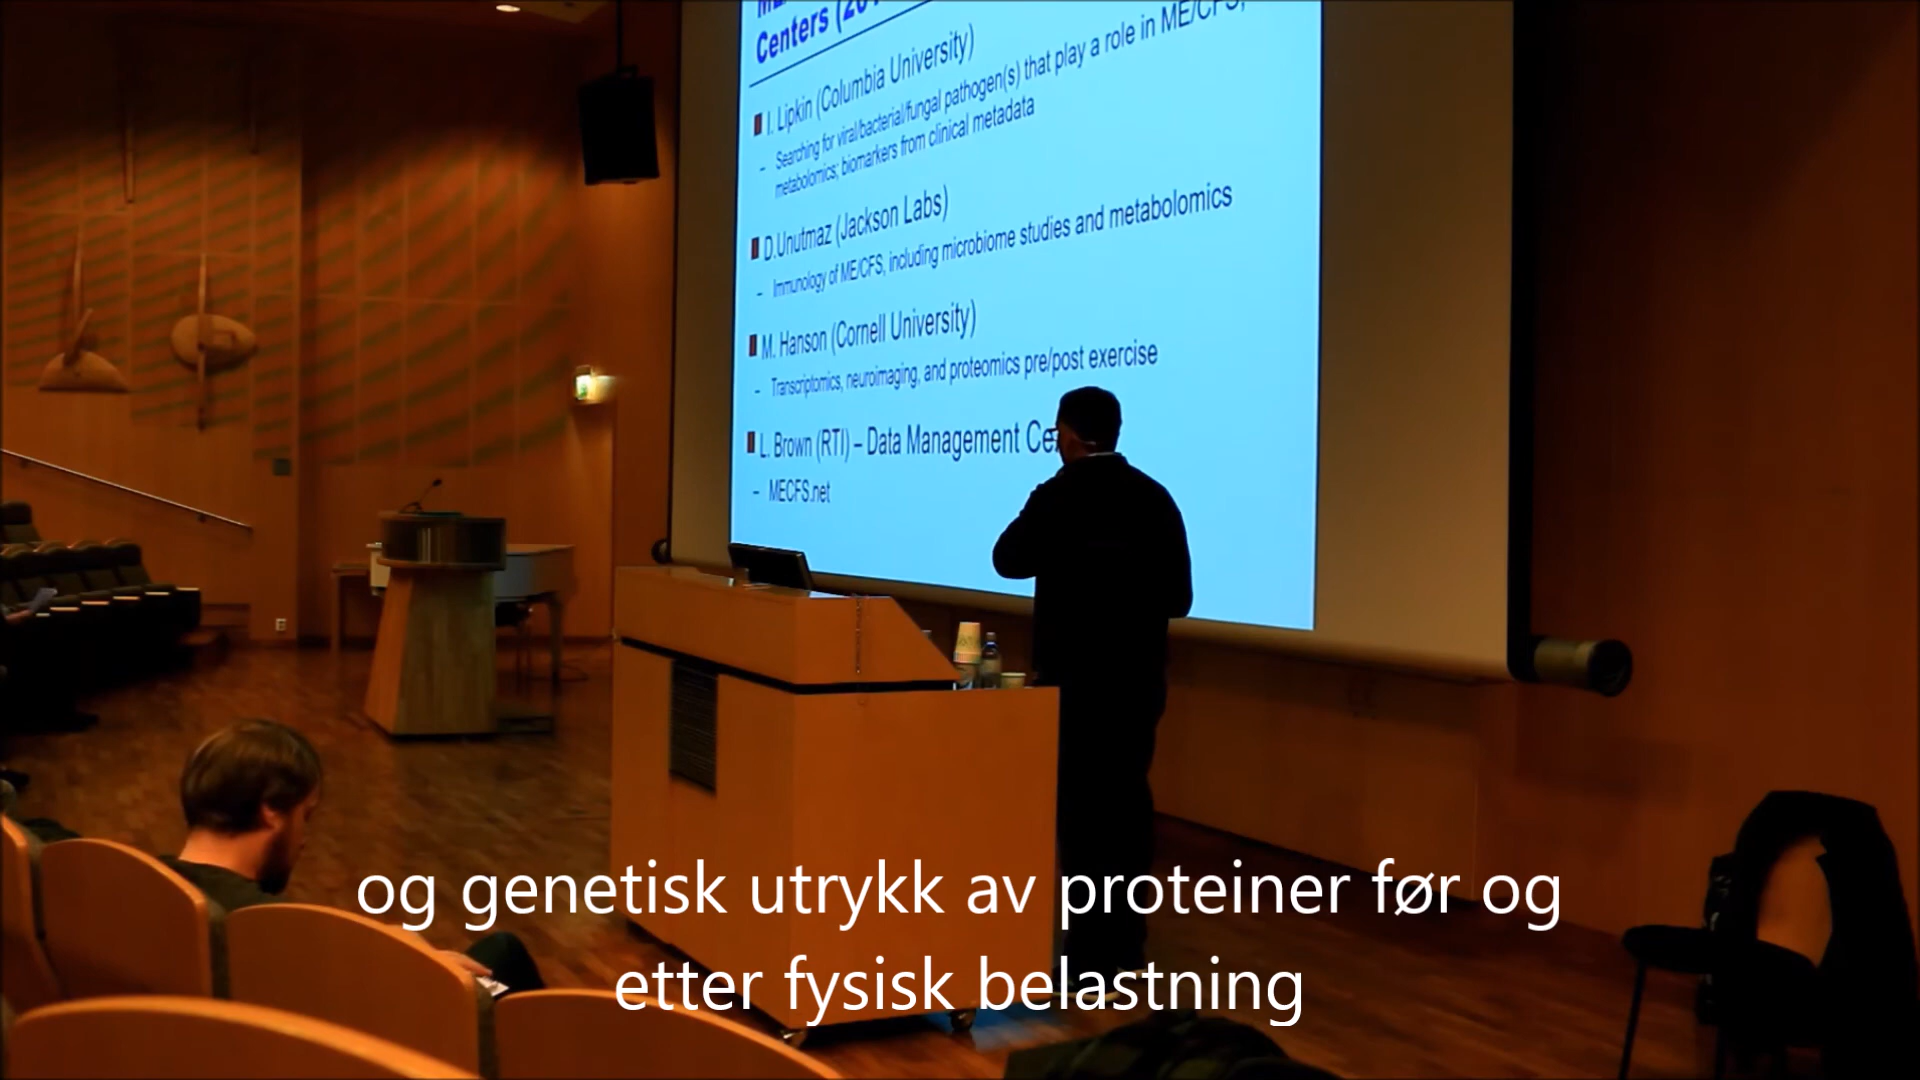 Centers (20
I. Lipkin (Columbia University)
– Searching for viral/bacterial/fungal pathogen(s) that play a role in ME/CFS,
metabolomics; biomarkers from clinical metadata
D.Unutmaz (Jackson Labs)
– Immunology of ME/CFS, including microbiome studies and metabolomics
M. Hanson (Cornell University)
– Transcriptomics, neuroimaging, and proteomics pre/post exercise
L. Brown (RTI) – Data Management Ce
– MECFS.net
og genetisk utrykk av proteiner før og
etter fysisk belastning